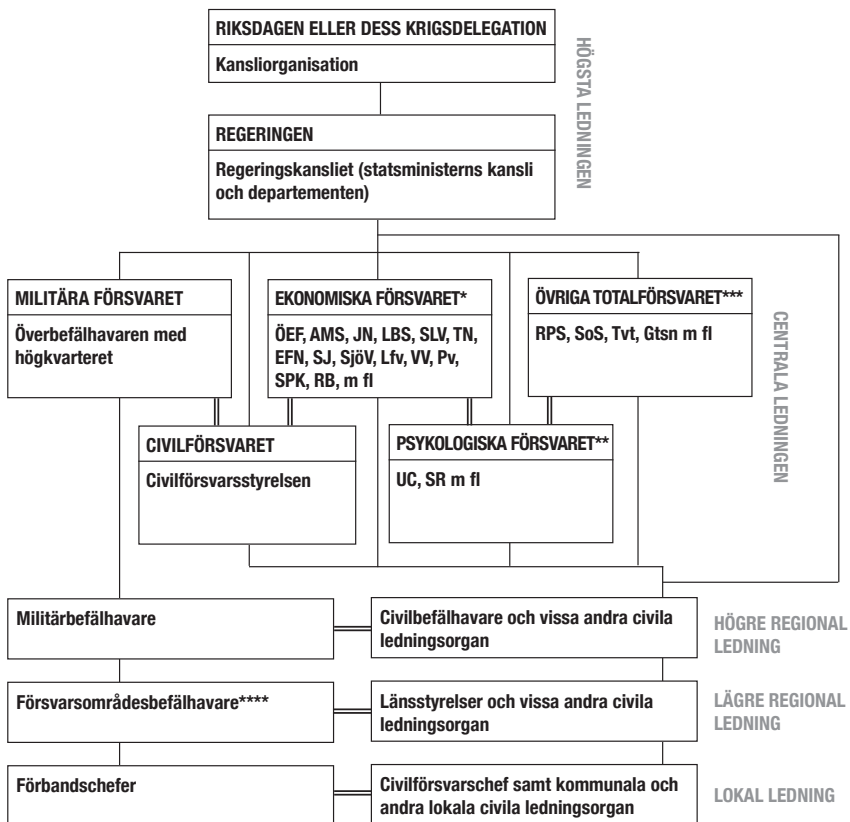 RIKSDAGEN ELLER DESS KRIGSDELEGATION
Kansliorganisation
HÖGSTA LEDNINGEN
REGERINGEN
Regeringskansliet (statsministerns kansli
och departementen)
MILITÄRA FÖRSVARET
Överbefälhavaren med
högkvarteret
EKONOMISKA FÖRSVARET*
ÖEF, AMS, JN, LBS, SLV, TN,
EFN, SJ, SjöV, Lfv, VV, Pv,
SPK, RB, m fl
ÖVRIGA TOTALFÖRSVARET***
RPS, SoS, Tvt, Gtsn m fl
CENTRALA LEDNINGEN
CIVILFÖRSVARET
Civilförsvarsstyrelsen
PSYKOLOGISKA FÖRSVARET**
UC, SR m fl
Militärbefälhavare
Civilbefälhavare och vissa andra civila
ledningsorgan
HÖGRE REGIONAL
LEDNING
Försvarsområdesbefälhavare****
Länsstyrelser och vissa andra civila
ledningsorgan
LÄGRE REGIONAL
LEDNING
Förbandschefer
Civilförsvarschef samt kommunala och
andra lokala civila ledningsorgan
LOKAL LEDNING